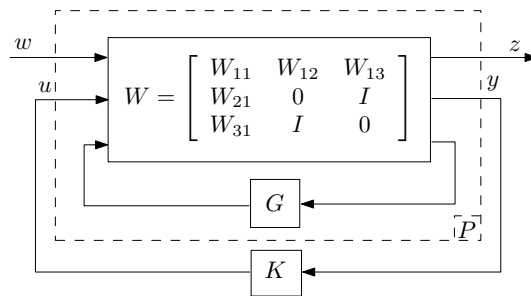 w
z
u
y
W = [ W₁₁ W₁₂ W₁₃
W₂₁ 0 I
W₃₁ I 0 ]
G
P
K